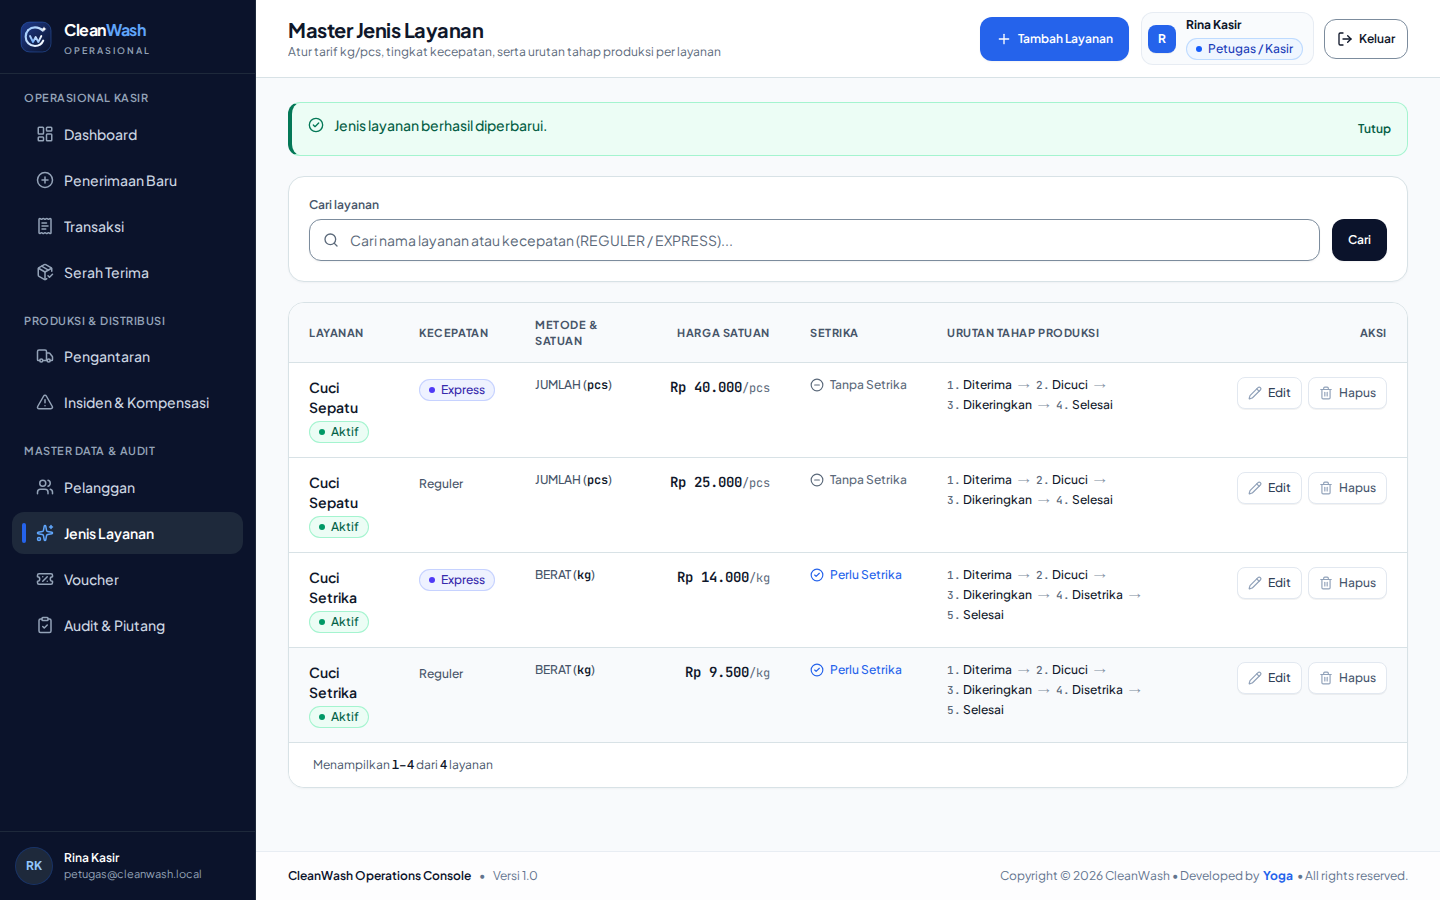 CleanWash
OPERASIONAL
OPERASIONAL KASIR
Dashboard
Penerimaan Baru
Transaksi
Serah Terima
PRODUKSI & DISTRIBUSI
Pengantaran
Insiden & Kompensasi
MASTER DATA & AUDIT
Pelanggan
Jenis Layanan
Voucher
Audit & Piutang
RK
Rina Kasir
petugas@cleanwash.local
Master Jenis Layanan
Atur tarif kg/pcs, tingkat kecepatan, serta urutan tahap produksi per layanan
Tambah Layanan
R
Rina Kasir
Petugas / Kasir
Keluar
Jenis layanan berhasil diperbarui.
Tutup
Cari layanan
Cari nama layanan atau kecepatan (REGULER / EXPRESS)...
Cari
LAYANAN KECEPATAN METODE & SATUAN HARGA SATUAN SETRIKA URUTAN TAHAP PRODUKSI AKSI
Cuci Sepatu
Aktif
Express
JUMLAH (pcs)
Rp 40.000/pcs
Tanpa Setrika
1. Diterima → 2. Dicuci →
3. Dikeringkan → 4. Selesai
Edit
Hapus
Cuci Sepatu
Aktif
Reguler
JUMLAH (pcs)
Rp 25.000/pcs
Tanpa Setrika
1. Diterima → 2. Dicuci →
3. Dikeringkan → 4. Selesai
Edit
Hapus
Cuci Setrika
Aktif
Express
BERAT (kg)
Rp 14.000/kg
Perlu Setrika
1. Diterima → 2. Dicuci →
3. Dikeringkan → 4. Disetrika →
5. Selesai
Edit
Hapus
Cuci Setrika
Aktif
Reguler
BERAT (kg)
Rp 9.500/kg
Perlu Setrika
1. Diterima → 2. Dicuci →
3. Dikeringkan → 4. Disetrika →
5. Selesai
Edit
Hapus
Menampilkan 1–4 dari 4 layanan
CleanWash Operations Console • Versi 1.0
Copyright © 2026 CleanWash • Developed by Yoga • All rights reserved.